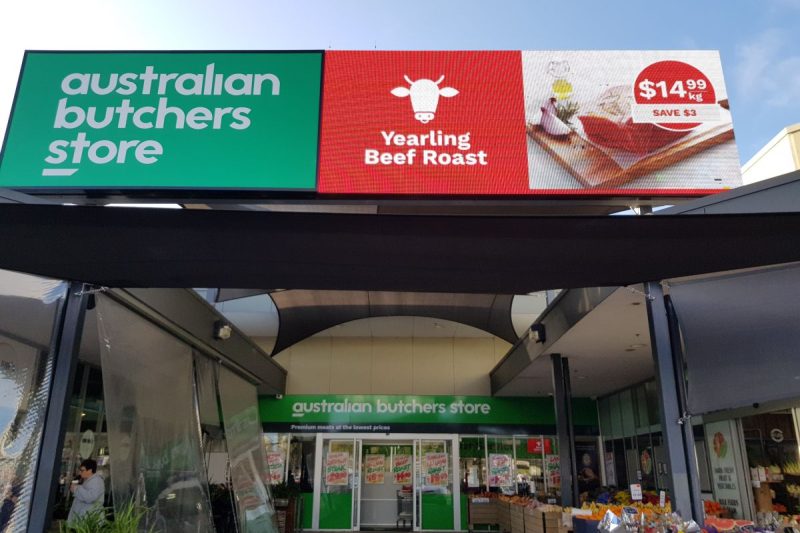 australian
butchers
store
Yearling
Beef Roast
$14.99
kg
SAVE $3
australian butchers store
Premium meats at the lowest prices